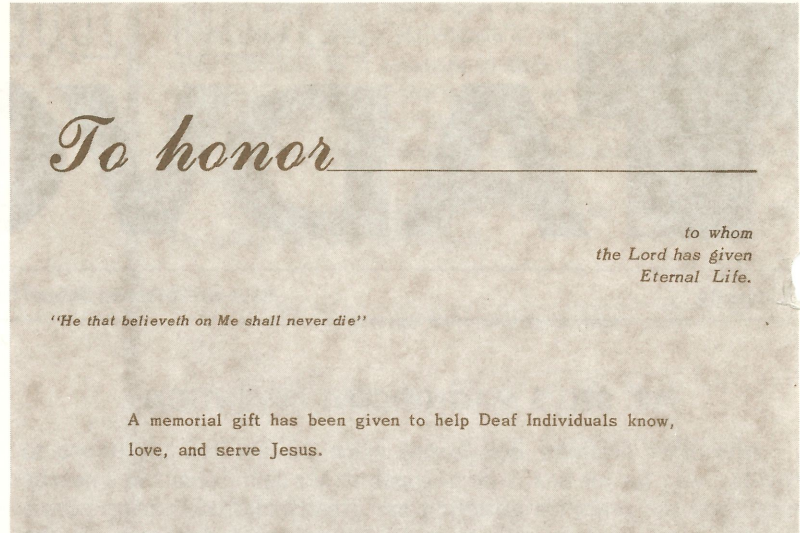 To honor
to whom
the Lord has given
Eternal Life.
"He that believeth on Me shall never die"
A memorial gift has been given to help Deaf Individuals know,
love, and serve Jesus.